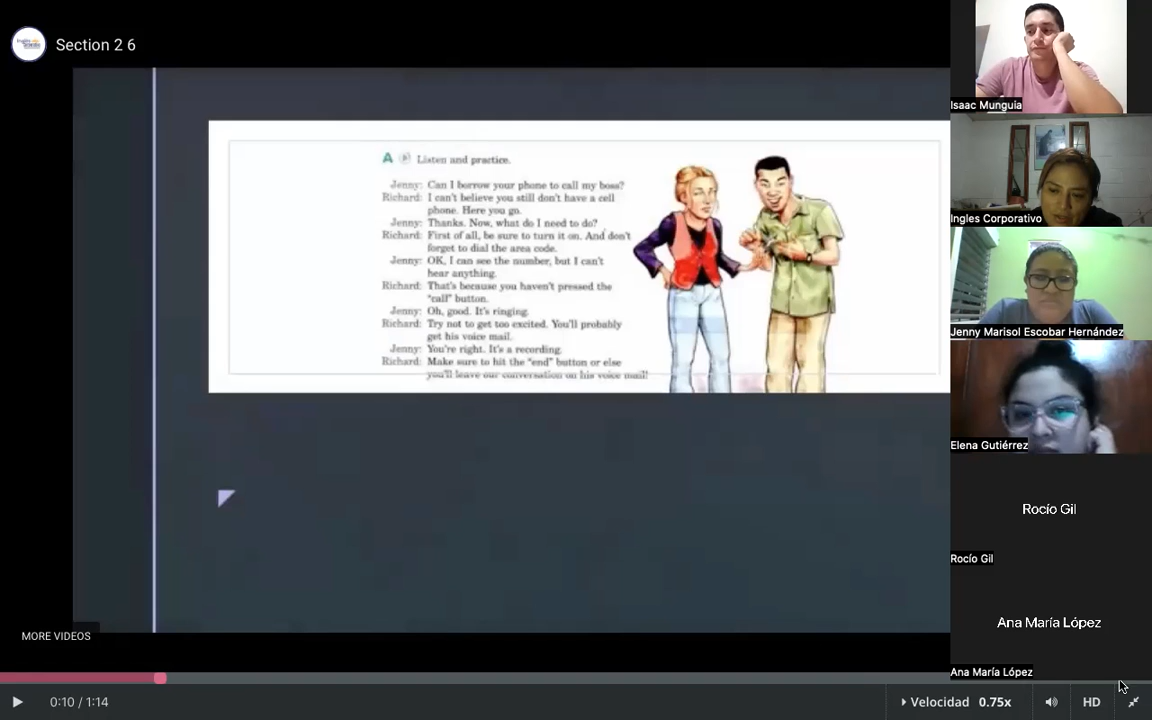 Section 2 6
A Listen and practice.
Jenny: Can I borrow your phone to call my boss?
Richard: I can't believe you still don't have a cell
phone. Here you go.
Jenny: Thanks. Now, what do I need to do?
Richard: First of all, be sure to turn it on. And don't
forget to dial the area code.
Jenny: OK, I can see the number, but I can't
hear anything.
Richard: That's because you haven't pressed the
"call" button.
Jenny: Oh, good. It's ringing.
Richard: Try not to get too excited. You'll probably
get his voice mail.
Jenny: You're right. It's a recording.
Richard: Make sure to hit the "end" button or else
you'll leave our conversation on his voice mail!
MORE VIDEOS
0:10 / 1:14
Velocidad 0.75x
HD
Isaac Munguía
Ingles Corporativo
Jenny Marisol Escobar Hernández
Elena Gutiérrez
Rocío Gil
Rocío Gil
Ana María López
Ana María López